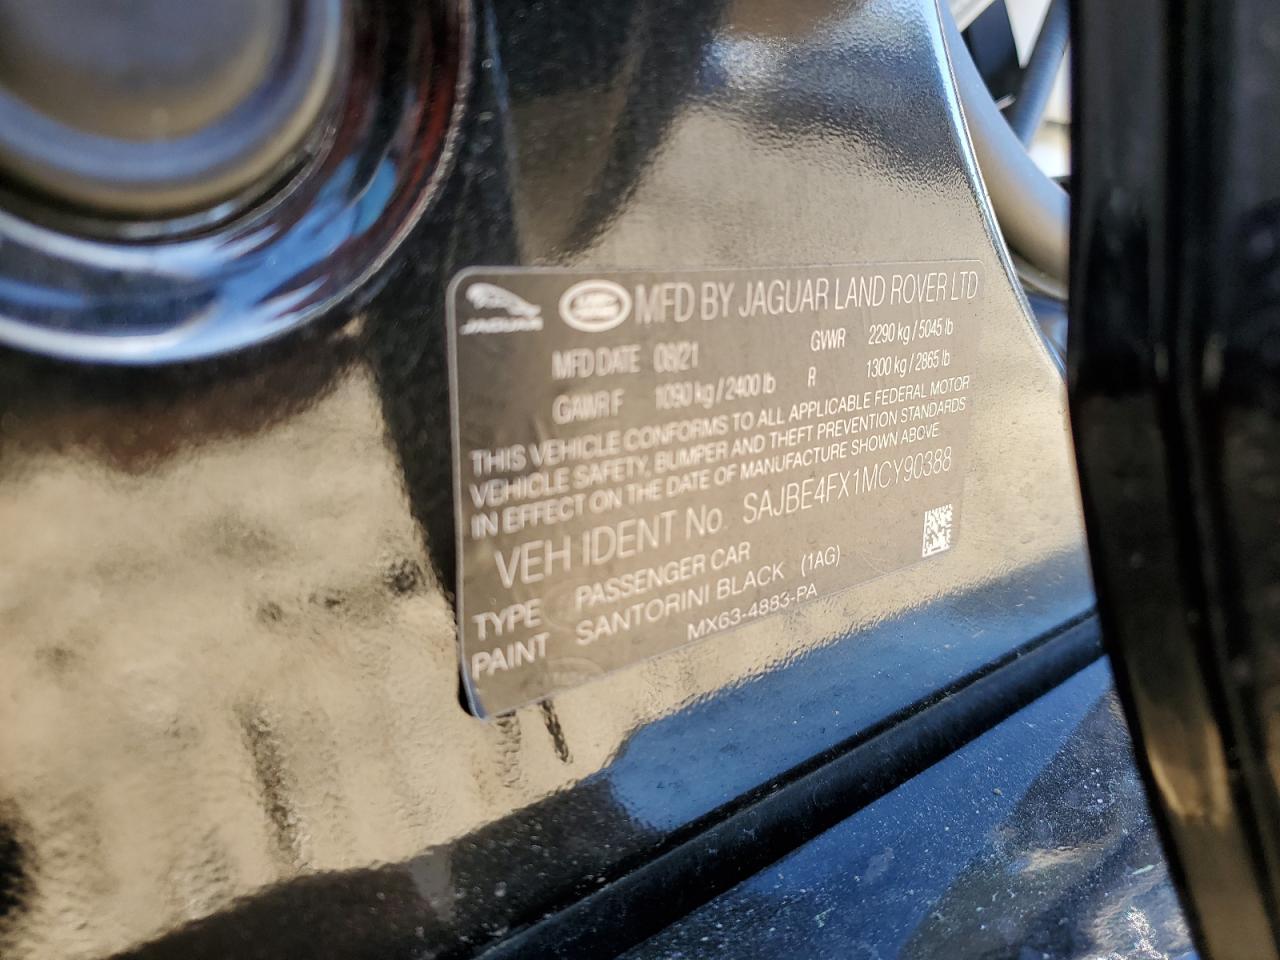 JAGUAR LAND ROVER MFD BY JAGUAR LAND ROVER LTD
MFD DATE 08/21 GVWR 2290 kg / 5045 lb
GAWR F 1090 kg / 2400 lb R 1300 kg / 2865 lb
THIS VEHICLE CONFORMS TO ALL APPLICABLE FEDERAL MOTOR
VEHICLE SAFETY, BUMPER AND THEFT PREVENTION STANDARDS
IN EFFECT ON THE DATE OF MANUFACTURE SHOWN ABOVE.
VEH IDENT No. SAJBE4FX1MCY90388
TYPE PASSENGER CAR
PAINT SANTORINI BLACK (1AG)
MX63-4883-PA